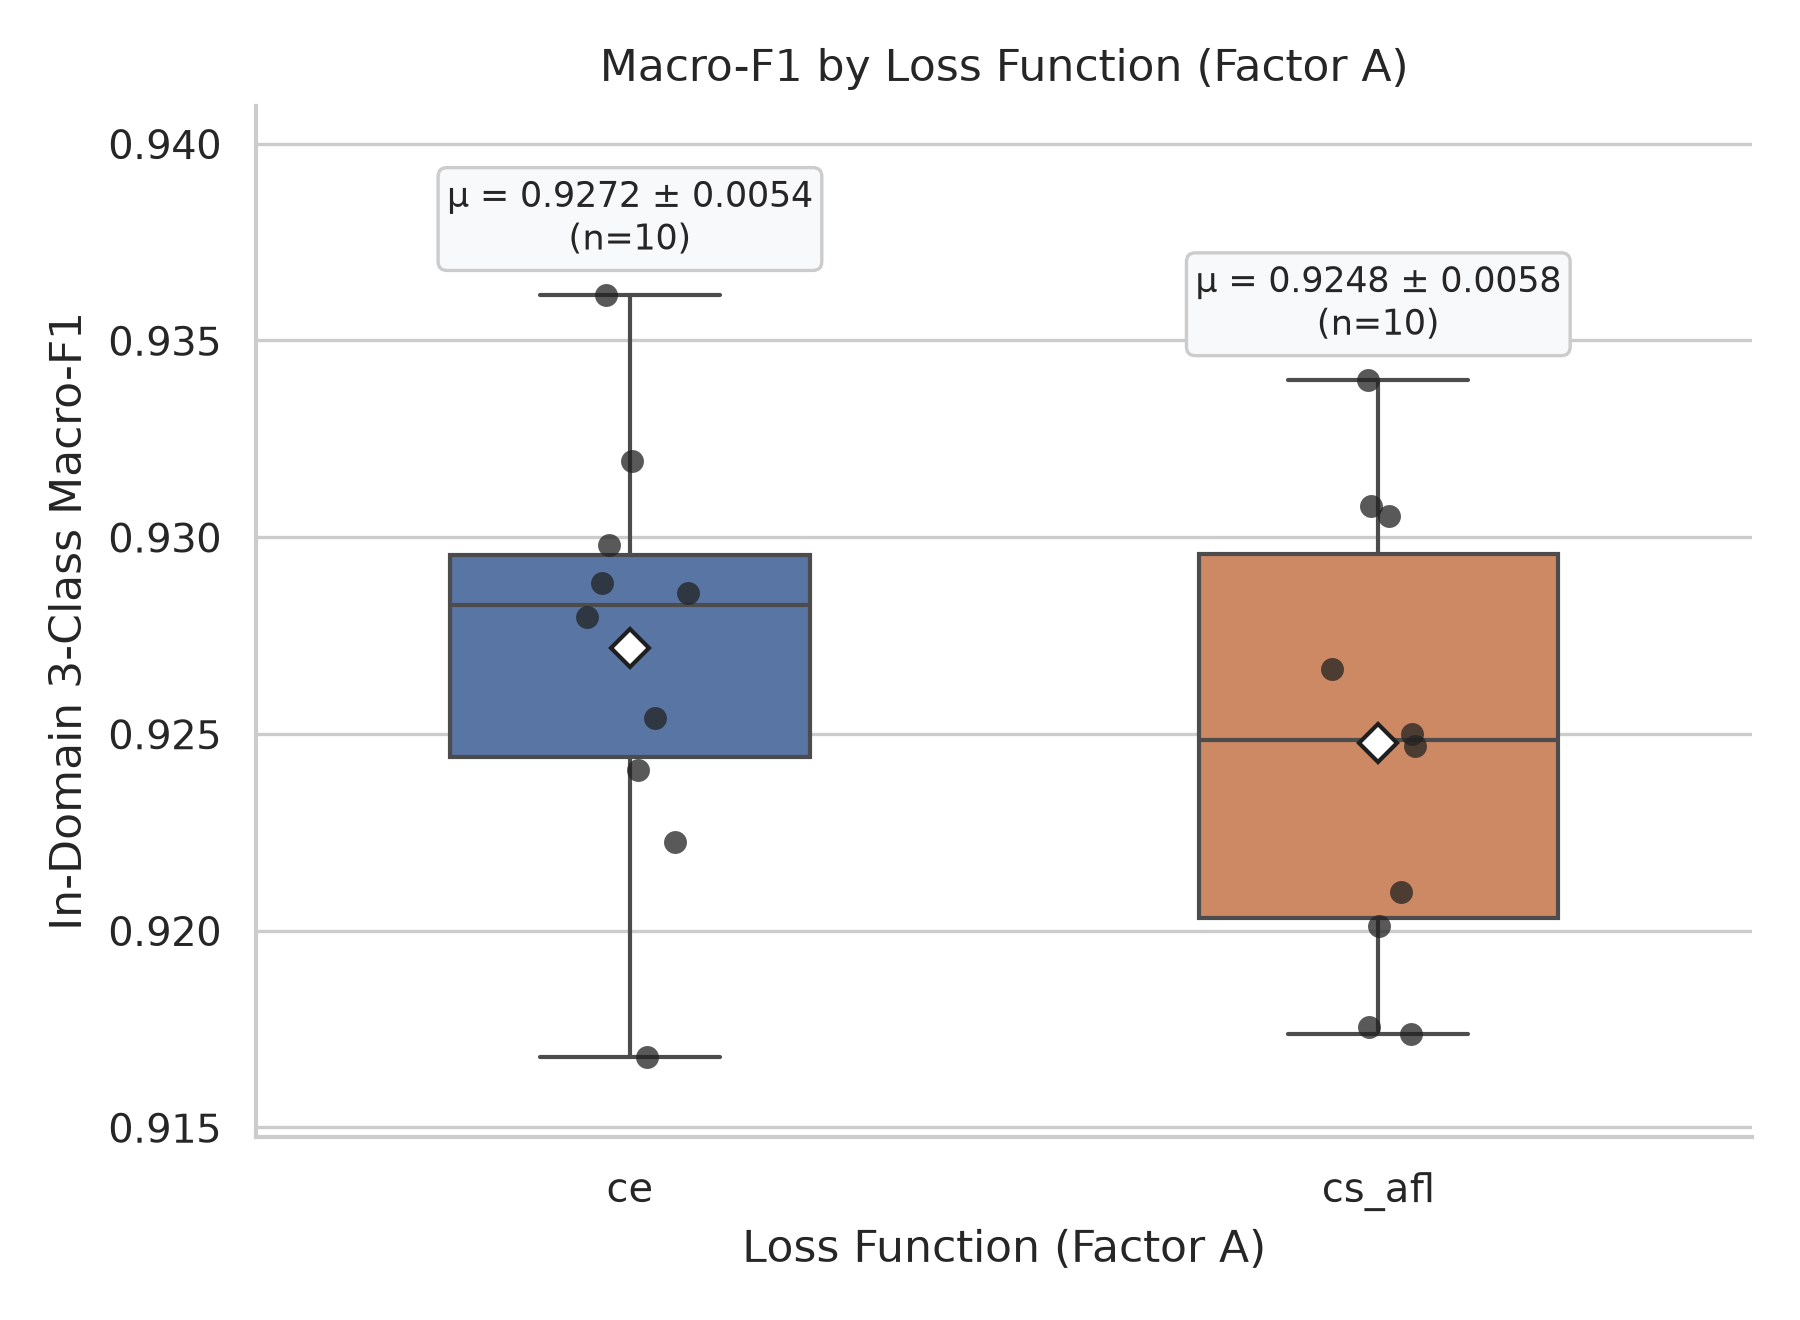 Macro-F1 by Loss Function (Factor A)
0.940
0.935
0.930
0.925
0.920
0.915
In-Domain 3-Class Macro-F1
μ = 0.9272 ± 0.0054
(n=10)
μ = 0.9248 ± 0.0058
(n=10)
ce
cs_afl
Loss Function (Factor A)